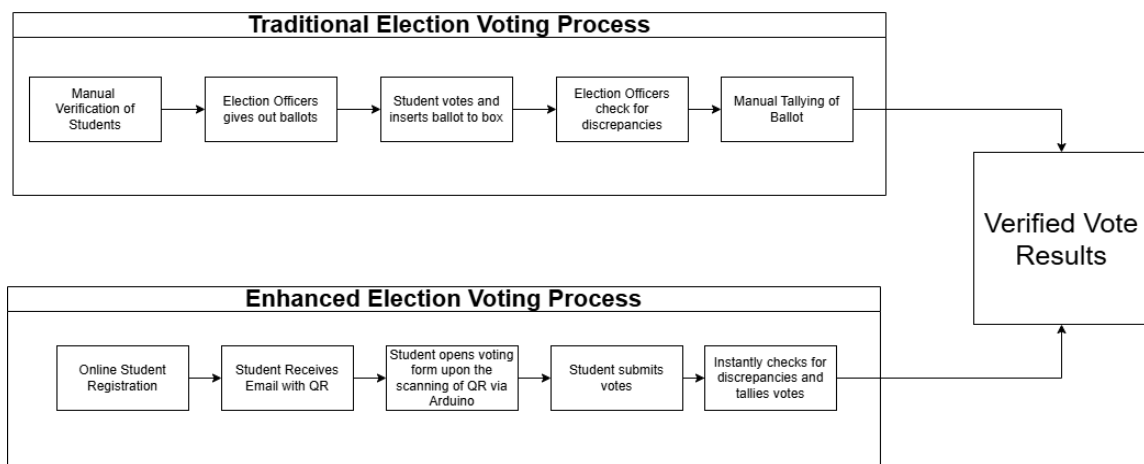 Traditional Election Voting Process
Manual
Verification of
Students
Election Officers
gives out ballots
Student votes and
inserts ballot to box
Election Officers
check for
discrepancies
Manual Tallying of
Ballot
Verified Vote
Results
Enhanced Election Voting Process
Online Student
Registration
Student Receives
Email with QR
Student opens voting
form upon the
scanning of QR via
Arduino
Student submits
votes
Instantly checks for
discrepancies and
tallies votes